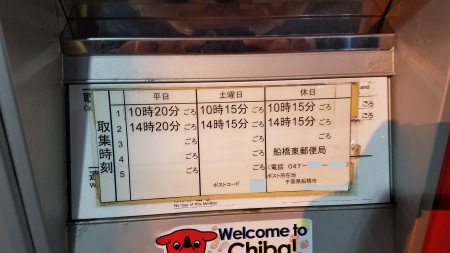 平日 土曜日 休日
取集時刻
1 10時20分ごろ 10時15分ごろ 10時15分ごろ
2 14時20分ごろ 14時15分ごろ 14時15分ごろ
3 ごろ ごろ ごろ
4 ごろ ごろ 船橋東郵便局
5 ごろ ごろ (電話 047-
ポスト所在地
ポストコード 千葉県船橋市
Welcome to
Chiba!